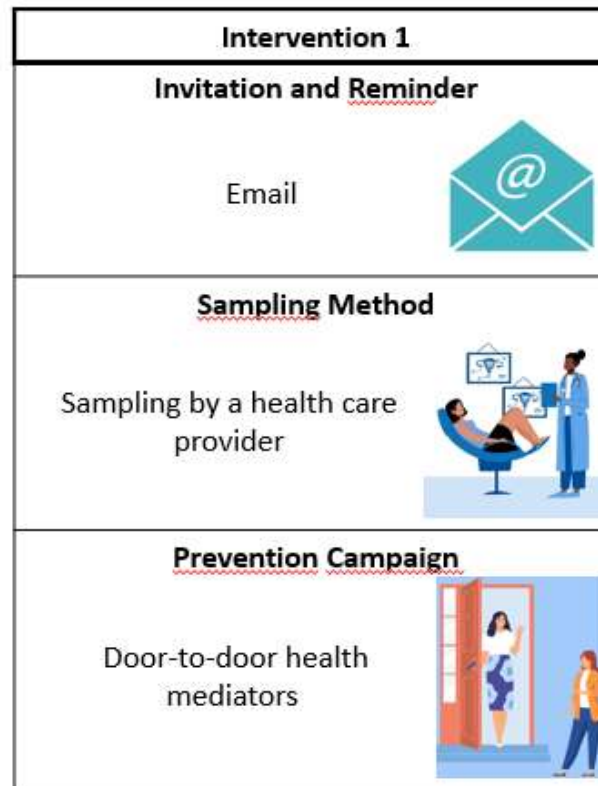 Intervention 1
Invitation and Reminder
Email
@
Sampling Method
Sampling by a health care
provider
Prevention Campaign
Door-to-door health
mediators